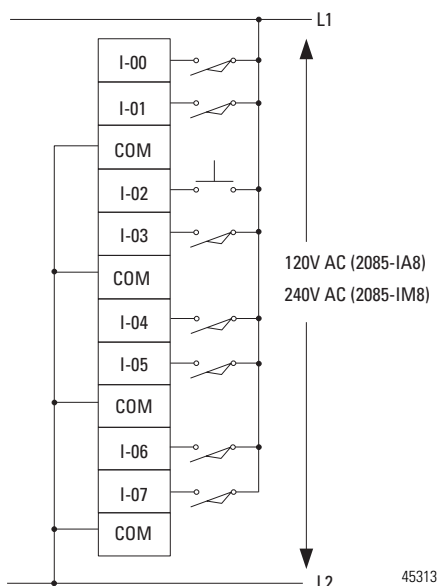 L1
I-00
I-01
COM
I-02
I-03
COM
120V AC (2085-IA8)
240V AC (2085-IM8)
I-04
I-05
COM
I-06
I-07
COM
L2
45313